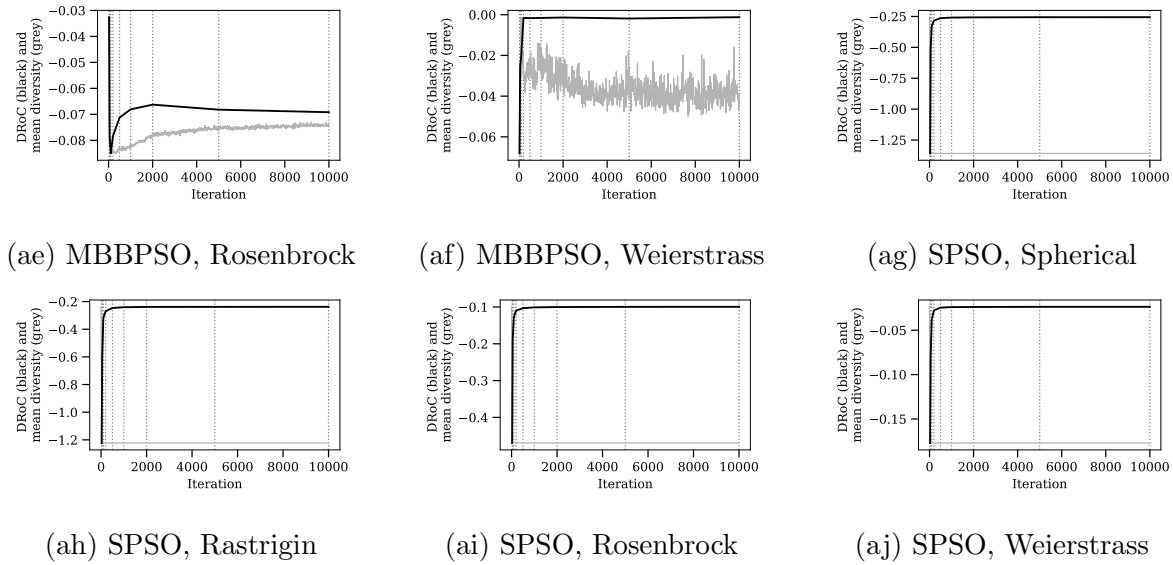 DRoC (black) and
mean diversity (grey)
−0.03
−0.04
−0.05
−0.06
−0.07
−0.08
0 2000 4000 6000 8000 10000
Iteration
DRoC (black) and
mean diversity (grey)
0.00
−0.02
−0.04
−0.06
0 2000 4000 6000 8000 10000
Iteration
DRoC (black) and
mean diversity (grey)
−0.25
−0.50
−0.75
−1.00
−1.25
0 2000 4000 6000 8000 10000
Iteration
(ae) MBBPSO, Rosenbrock
(af) MBBPSO, Weierstrass
(ag) SPSO, Spherical
DRoC (black) and
mean diversity (grey)
−0.2
−0.4
−0.6
−0.8
−1.0
−1.2
0 2000 4000 6000 8000 10000
Iteration
DRoC (black) and
mean diversity (grey)
−0.1
−0.2
−0.3
−0.4
0 2000 4000 6000 8000 10000
Iteration
DRoC (black) and
mean diversity (grey)
−0.05
−0.10
−0.15
0 2000 4000 6000 8000 10000
Iteration
(ah) SPSO, Rastrigin
(ai) SPSO, Rosenbrock
(aj) SPSO, Weierstrass